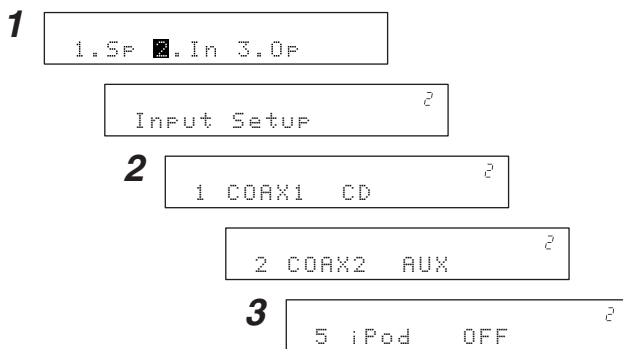 1
1.Sp 2.In 3.Op
2
Input Setup
2
2
1 COAX1 CD
2
2 COAX2 AUX
3
2
5 iPod OFF